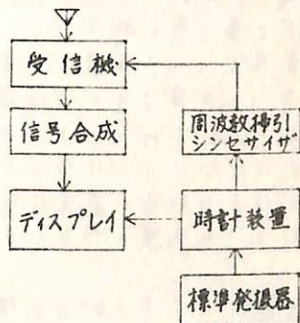 受信機
信号合成
周波数掃引
シンセサイザ
ディスプレイ
時計装置
標準発振器